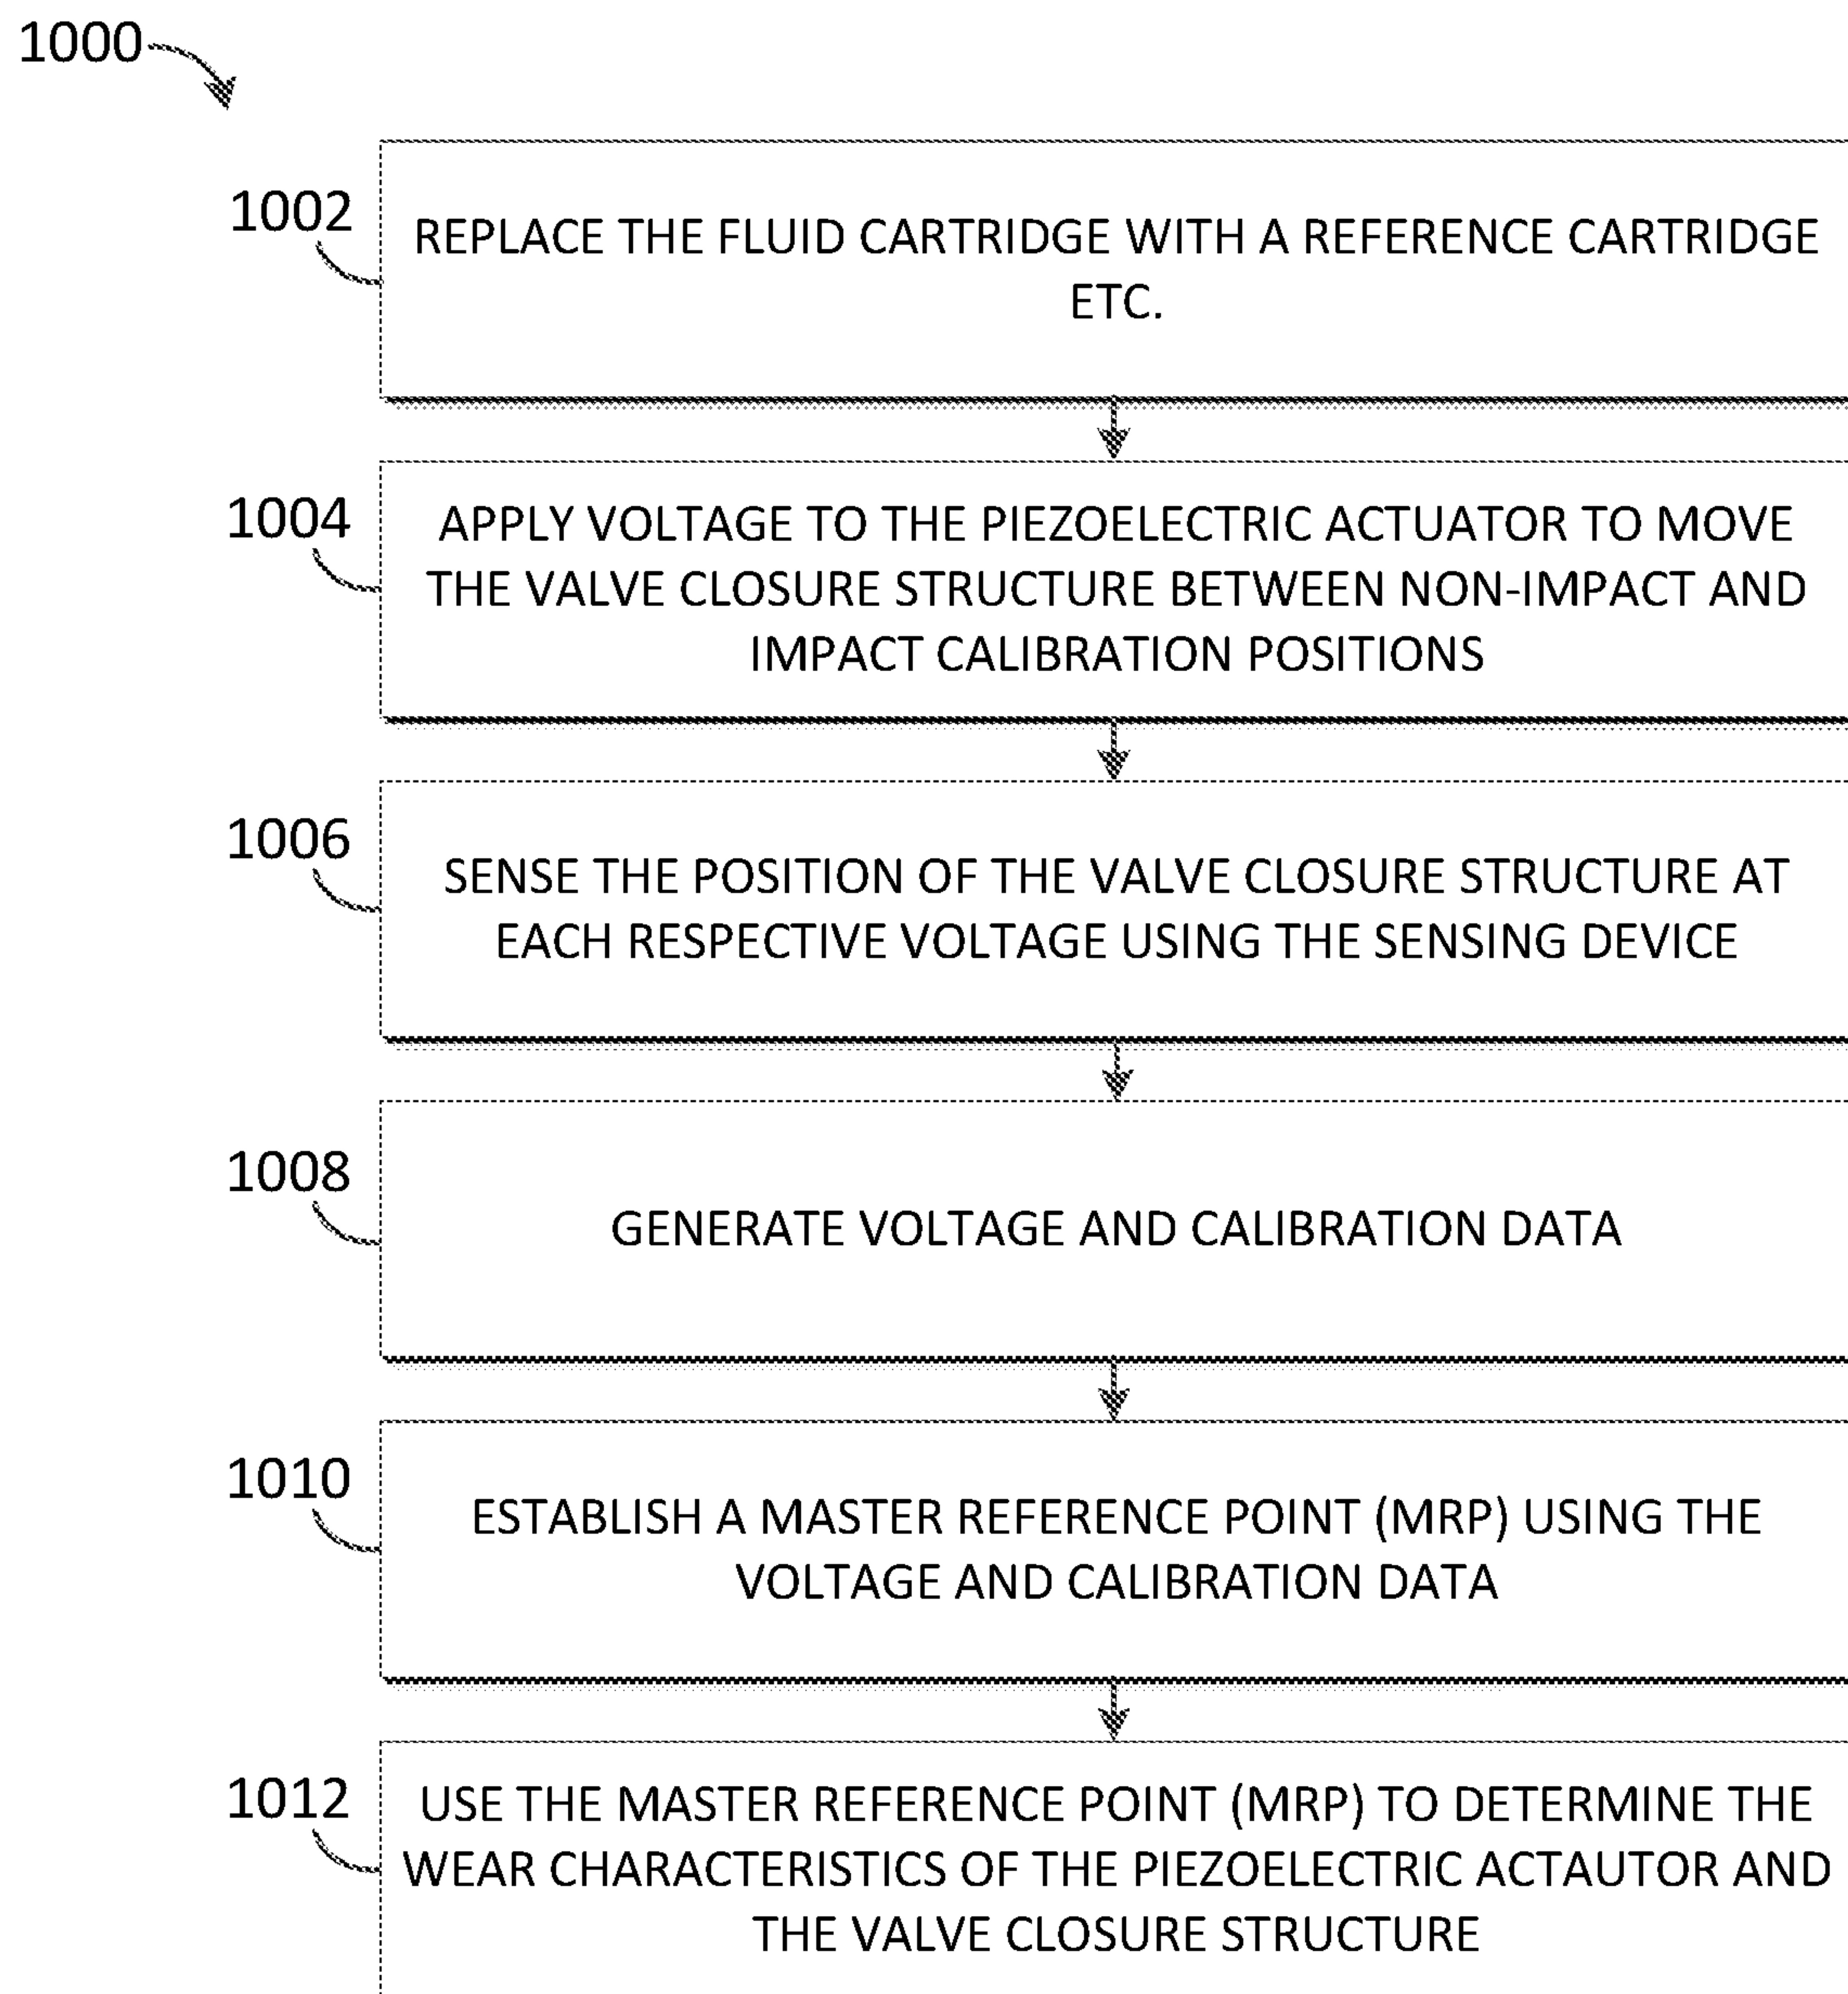 1000
1002
REPLACE THE FLUID CARTRIDGE WITH A REFERENCE CARTRIDGE
ETC.
1004
APPLY VOLTAGE TO THE PIEZOELECTRIC ACTUATOR TO MOVE
THE VALVE CLOSURE STRUCTURE BETWEEN NON-IMPACT AND
IMPACT CALIBRATION POSITIONS
1006
SENSE THE POSITION OF THE VALVE CLOSURE STRUCTURE AT
EACH RESPECTIVE VOLTAGE USING THE SENSING DEVICE
1008
GENERATE VOLTAGE AND CALIBRATION DATA
1010
ESTABLISH A MASTER REFERENCE POINT (MRP) USING THE
VOLTAGE AND CALIBRATION DATA
1012
USE THE MASTER REFERENCE POINT (MRP) TO DETERMINE THE
WEAR CHARACTERISTICS OF THE PIEZOELECTRIC ACTAUTOR AND
THE VALVE CLOSURE STRUCTURE